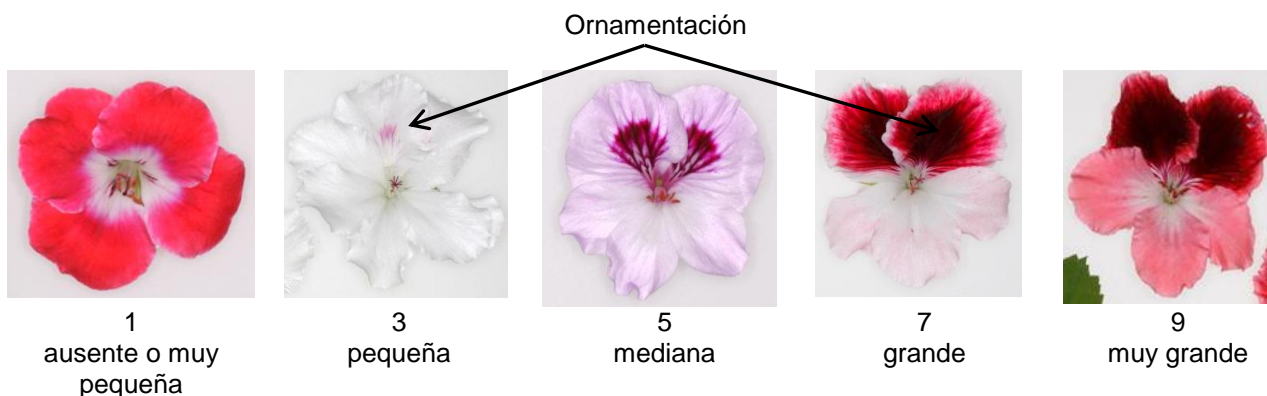 Ornamentación
1
ausente o muy
pequeña
3
pequeña
5
mediana
7
grande
9
muy grande